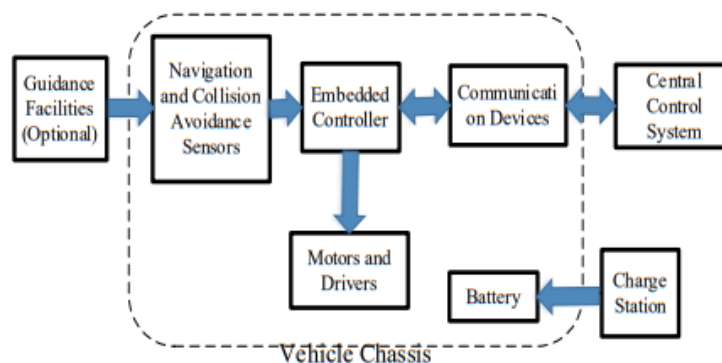 Guidance
Facilities
(Optional)
Navigation
and Collision
Avoidance
Sensors
Embedded
Controller
Communicati
on Devices
Central
Control
System
Motors and
Drivers
Battery
Charge
Station
Vehicle Chassis